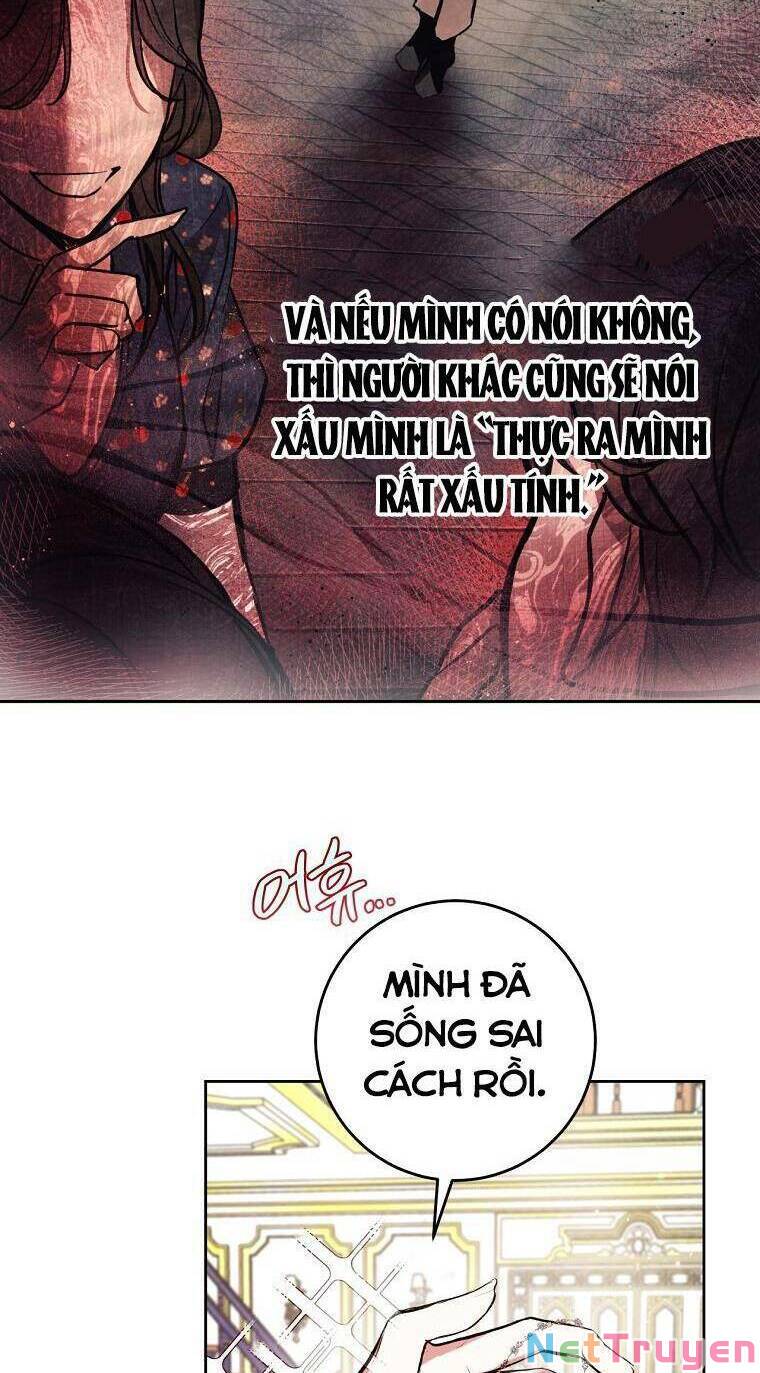 VÀ NẾU MÌNH CÓ NÓI KHÔNG,
THÌ NGƯỜI KHÁC CŨNG SẼ NÓI
XẤU MÌNH LÀ "THỰC RA MÌNH
RẤT XẤU TÍNH."
어휴...
MÌNH ĐÃ
SỐNG SAI
CÁCH RỒI.
NetTruyen